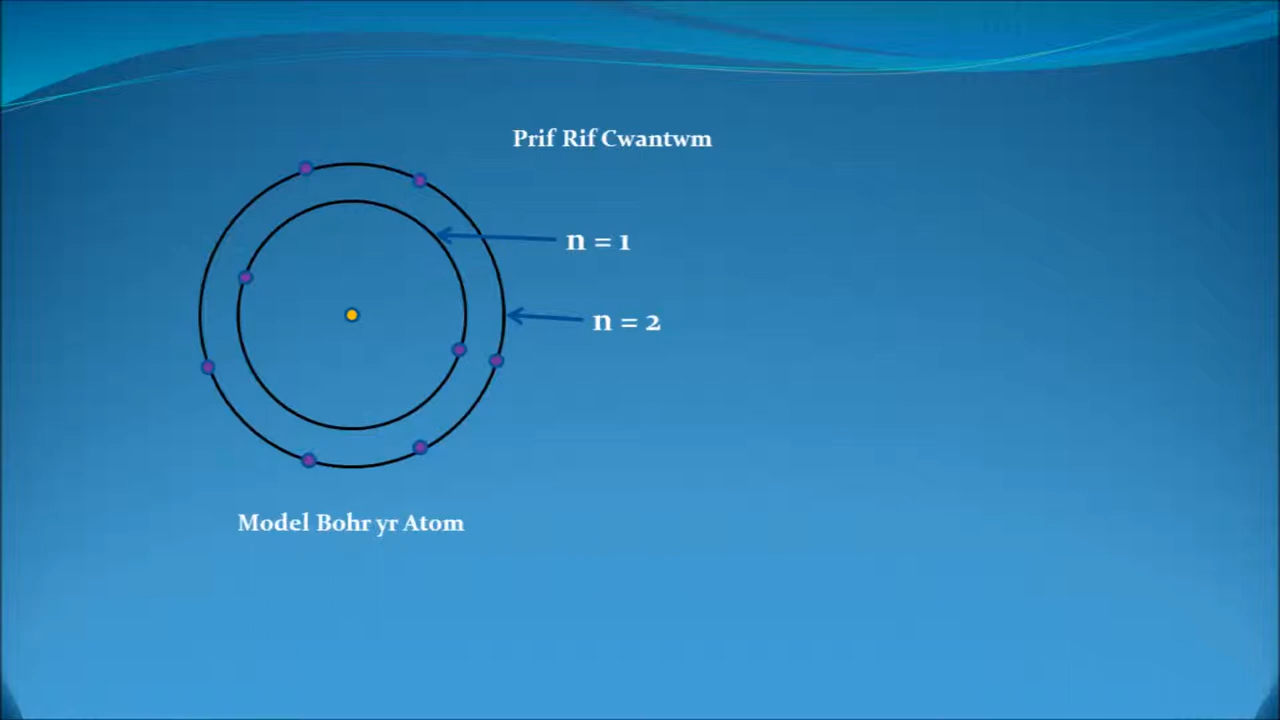 Prif Rif Cwantwm
n = 1
n = 2
Model Bohr yr Atom